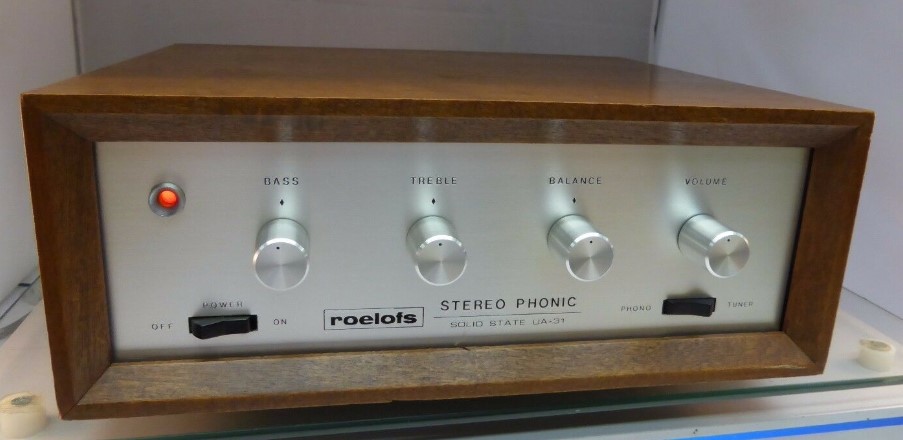 BASS TREBLE BALANCE VOLUME
POWER
OFF ON
roelofs
STEREO PHONIC
SOLID STATE UA-31
PHONO TUNER